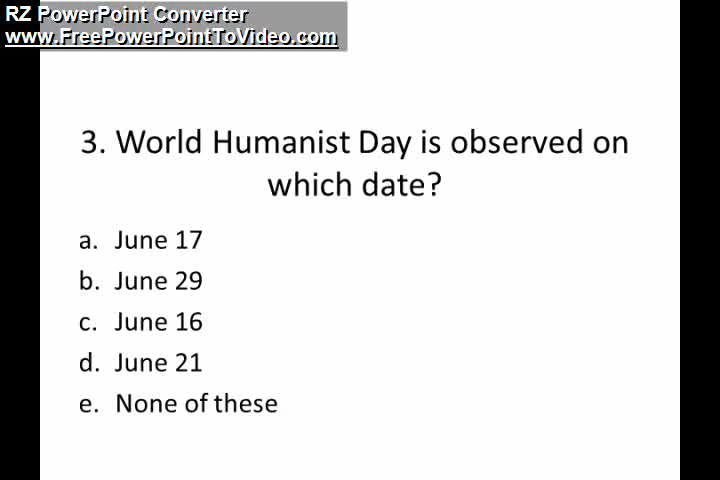 RZ PowerPoint Converter
www.FreePowerPointToVideo.com
3. World Humanist Day is observed on
which date?
a. June 17
b. June 29
c. June 16
d. June 21
e. None of these